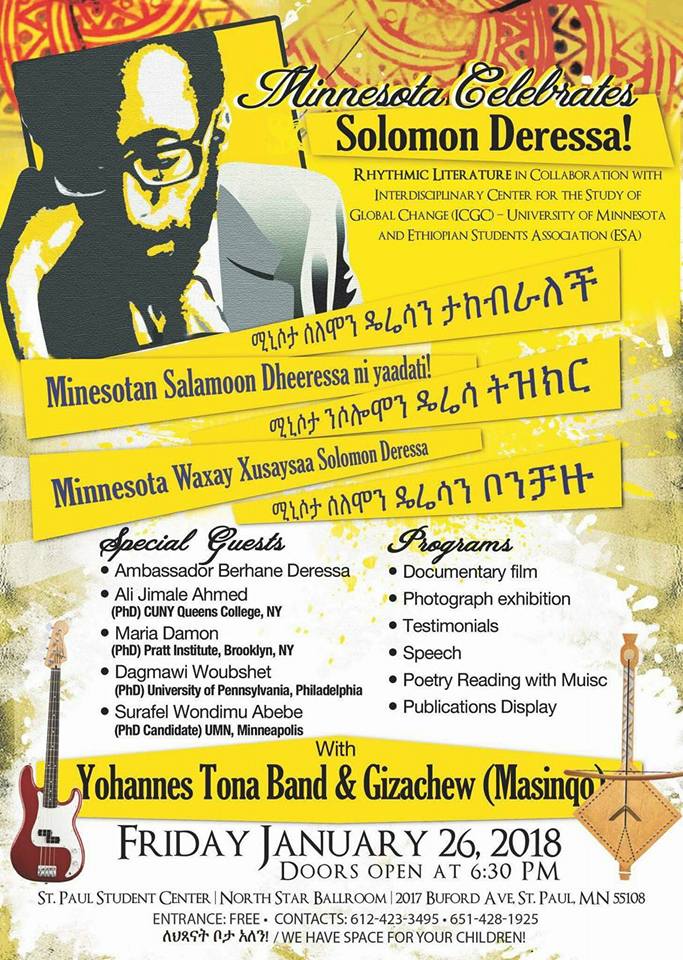 Minnesota Celebrates
Solomon Deressa!
Rhythmic Literature in Collaboration with
Interdisciplinary Center for the Study of
Global Change (ICGC) – University of Minnesota
and Ethiopian Students Association (ESA)
ሚኒሶታ ሰለሞን ዴሬሳን ታከብራለች
Minesotan Salamoon Dheeressa ni yaadati!
ሚኒሶታ ንሶሎሞን ዴሬሳ ትዝክር
Minnesota Waxay Xusaysaa Solomon Deressa
ሚኒሶታ ሰለሞን ዴሬሳን ቦንቻዙ
Special Guests
• Ambassador Berhane Deressa
• Ali Jimale Ahmed
(PhD) CUNY Queens College, NY
• Maria Damon
(PhD) Pratt Institute, Brooklyn, NY
• Dagmawi Woubshet
(PhD) University of Pennsylvania, Philadelphia
• Surafel Wondimu Abebe
(PhD Candidate) UMN, Minneapolis
Programs
• Documentary film
• Photograph exhibition
• Testimonials
• Speech
• Poetry Reading with Muisc
• Publications Display
With
Yohannes Tona Band & Gizachew (Masinqo)
Friday January 26, 2018
Doors open at 6:30 PM
St. Paul Student Center | North Star Ballroom | 2017 Buford Ave, St. Paul, MN 55108
ENTRANCE: FREE • CONTACTS: 612-423-3495 • 651-428-1925
ለህጻናት ቦታ አለን! / WE HAVE SPACE FOR YOUR CHILDREN!